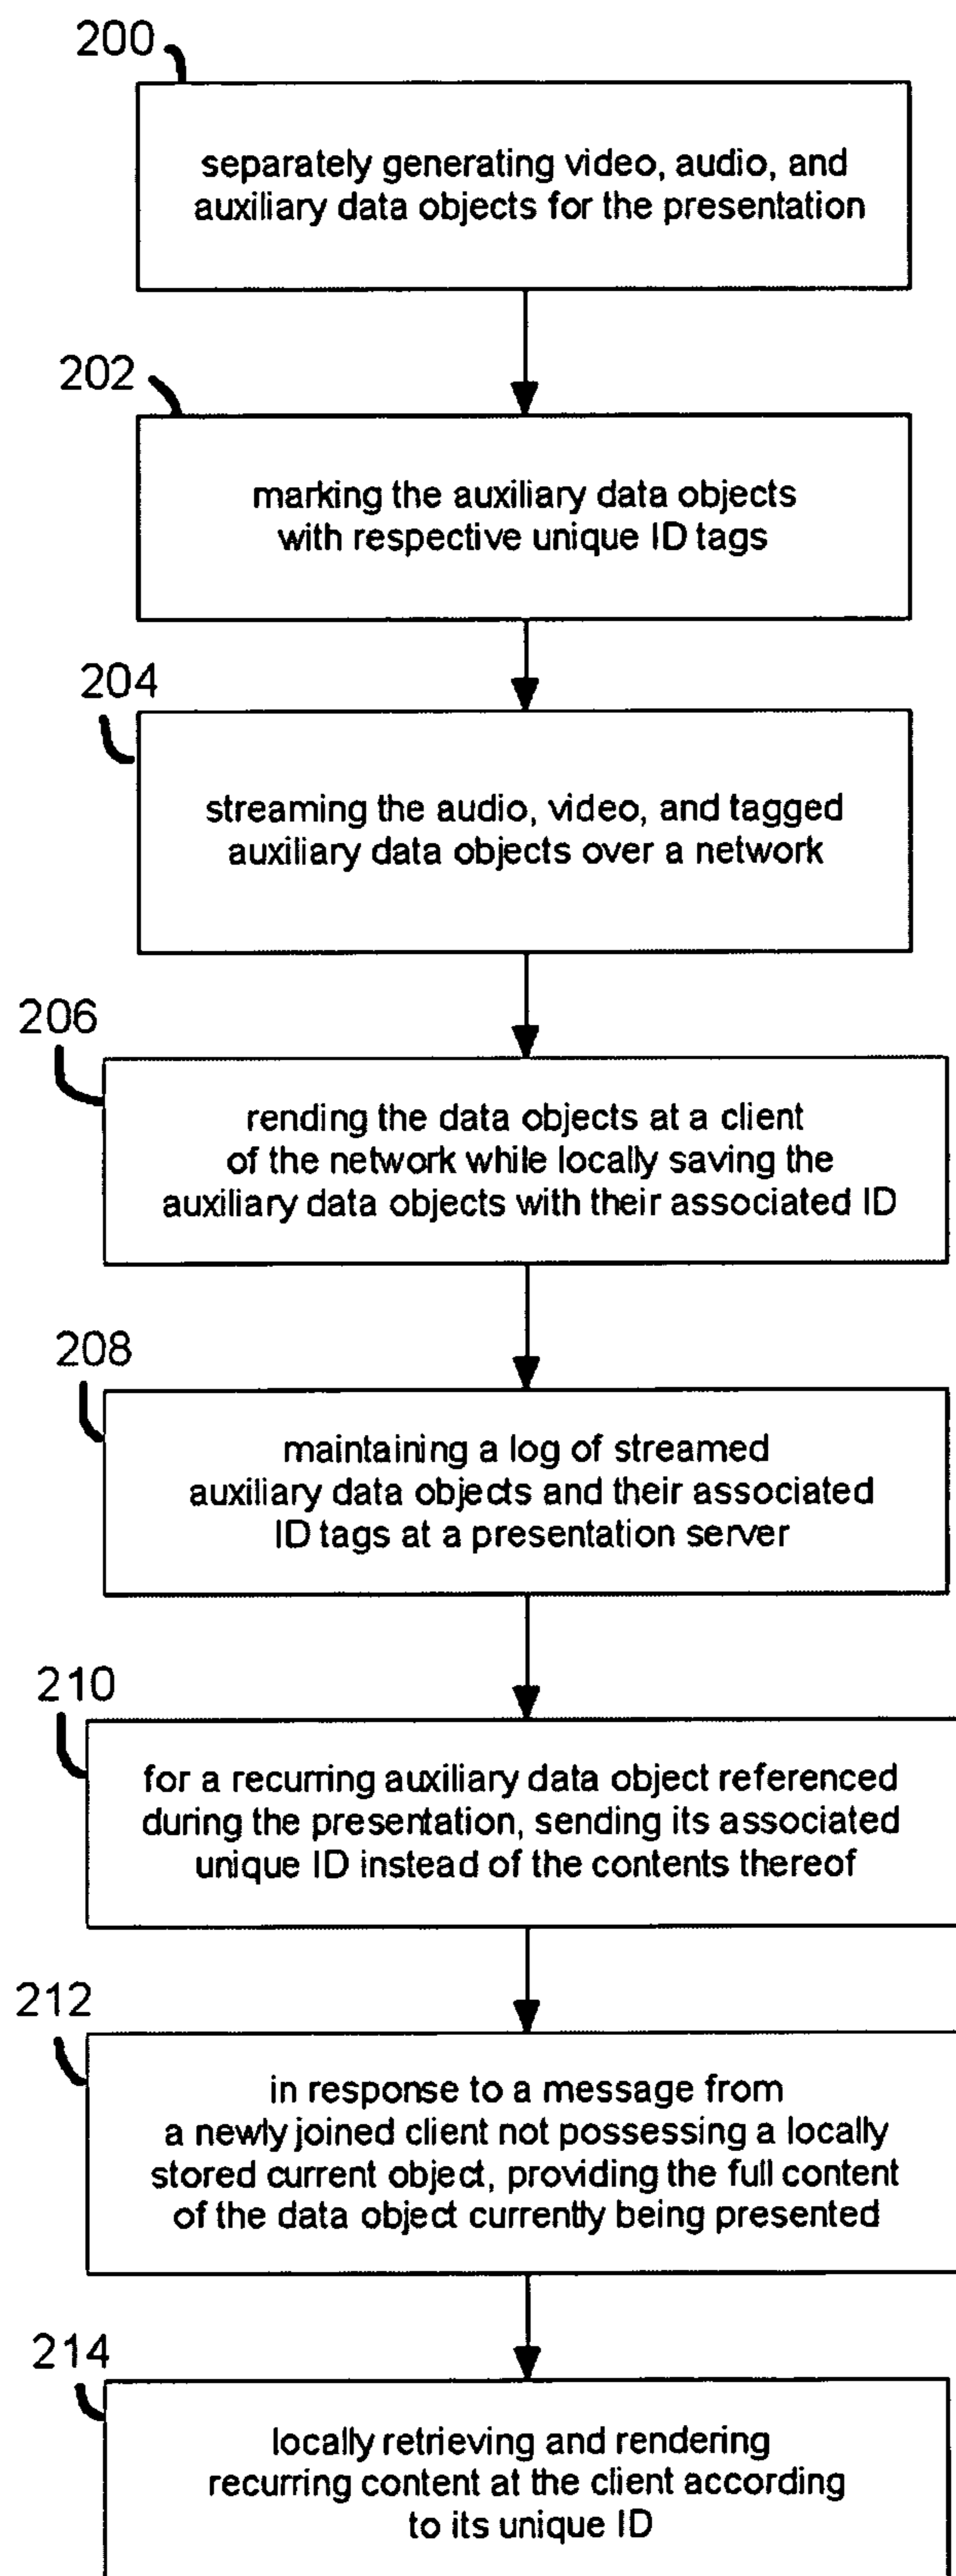 200
separately generating video, audio, and
auxiliary data objects for the presentation
202
marking the auxiliary data objects
with respective unique ID tags
204
streaming the audio, video, and tagged
auxiliary data objects over a network
206
rending the data objects at a client
of the network while locally saving the
auxiliary data objects with their associated ID
208
maintaining a log of streamed
auxiliary data objects and their associated
ID tags at a presentation server
210
for a recurring auxiliary data object referenced
during the presentation, sending its associated
unique ID instead of the contents thereof
212
in response to a message from
a newly joined client not possessing a locally
stored current object, providing the full content
of the data object currently being presented
214
locally retrieving and rendering
recurring content at the client according
to its unique ID